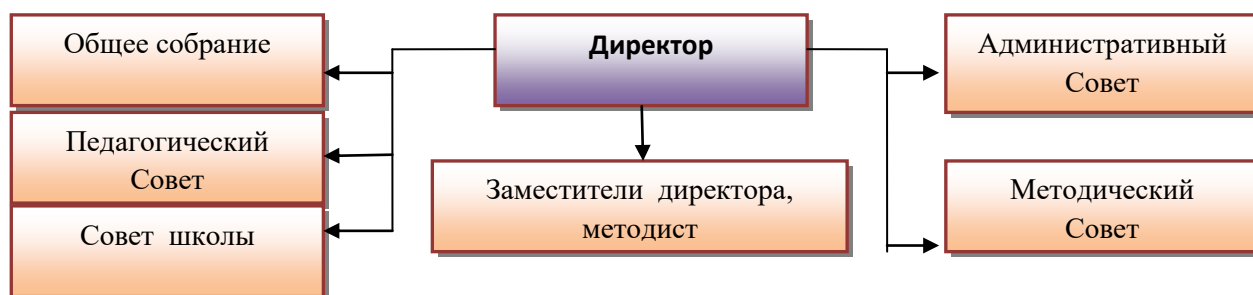 Общее собрание
Педагогический
Совет
Совет школы
Директор
Заместители директора,
методист
Административный
Совет
Методический
Совет